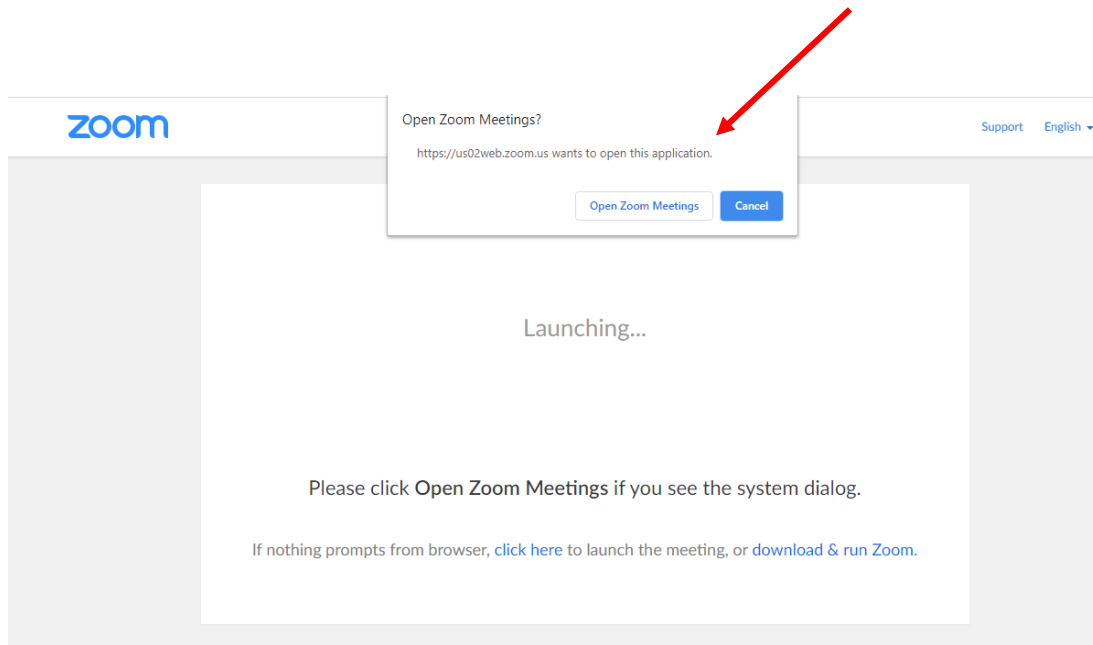 zoom
Open Zoom Meetings?
https://us02web.zoom.us wants to open this application.
Open Zoom Meetings
Cancel
Support
English
Launching...
Please click Open Zoom Meetings if you see the system dialog.
If nothing prompts from browser, click here to launch the meeting, or download & run Zoom.